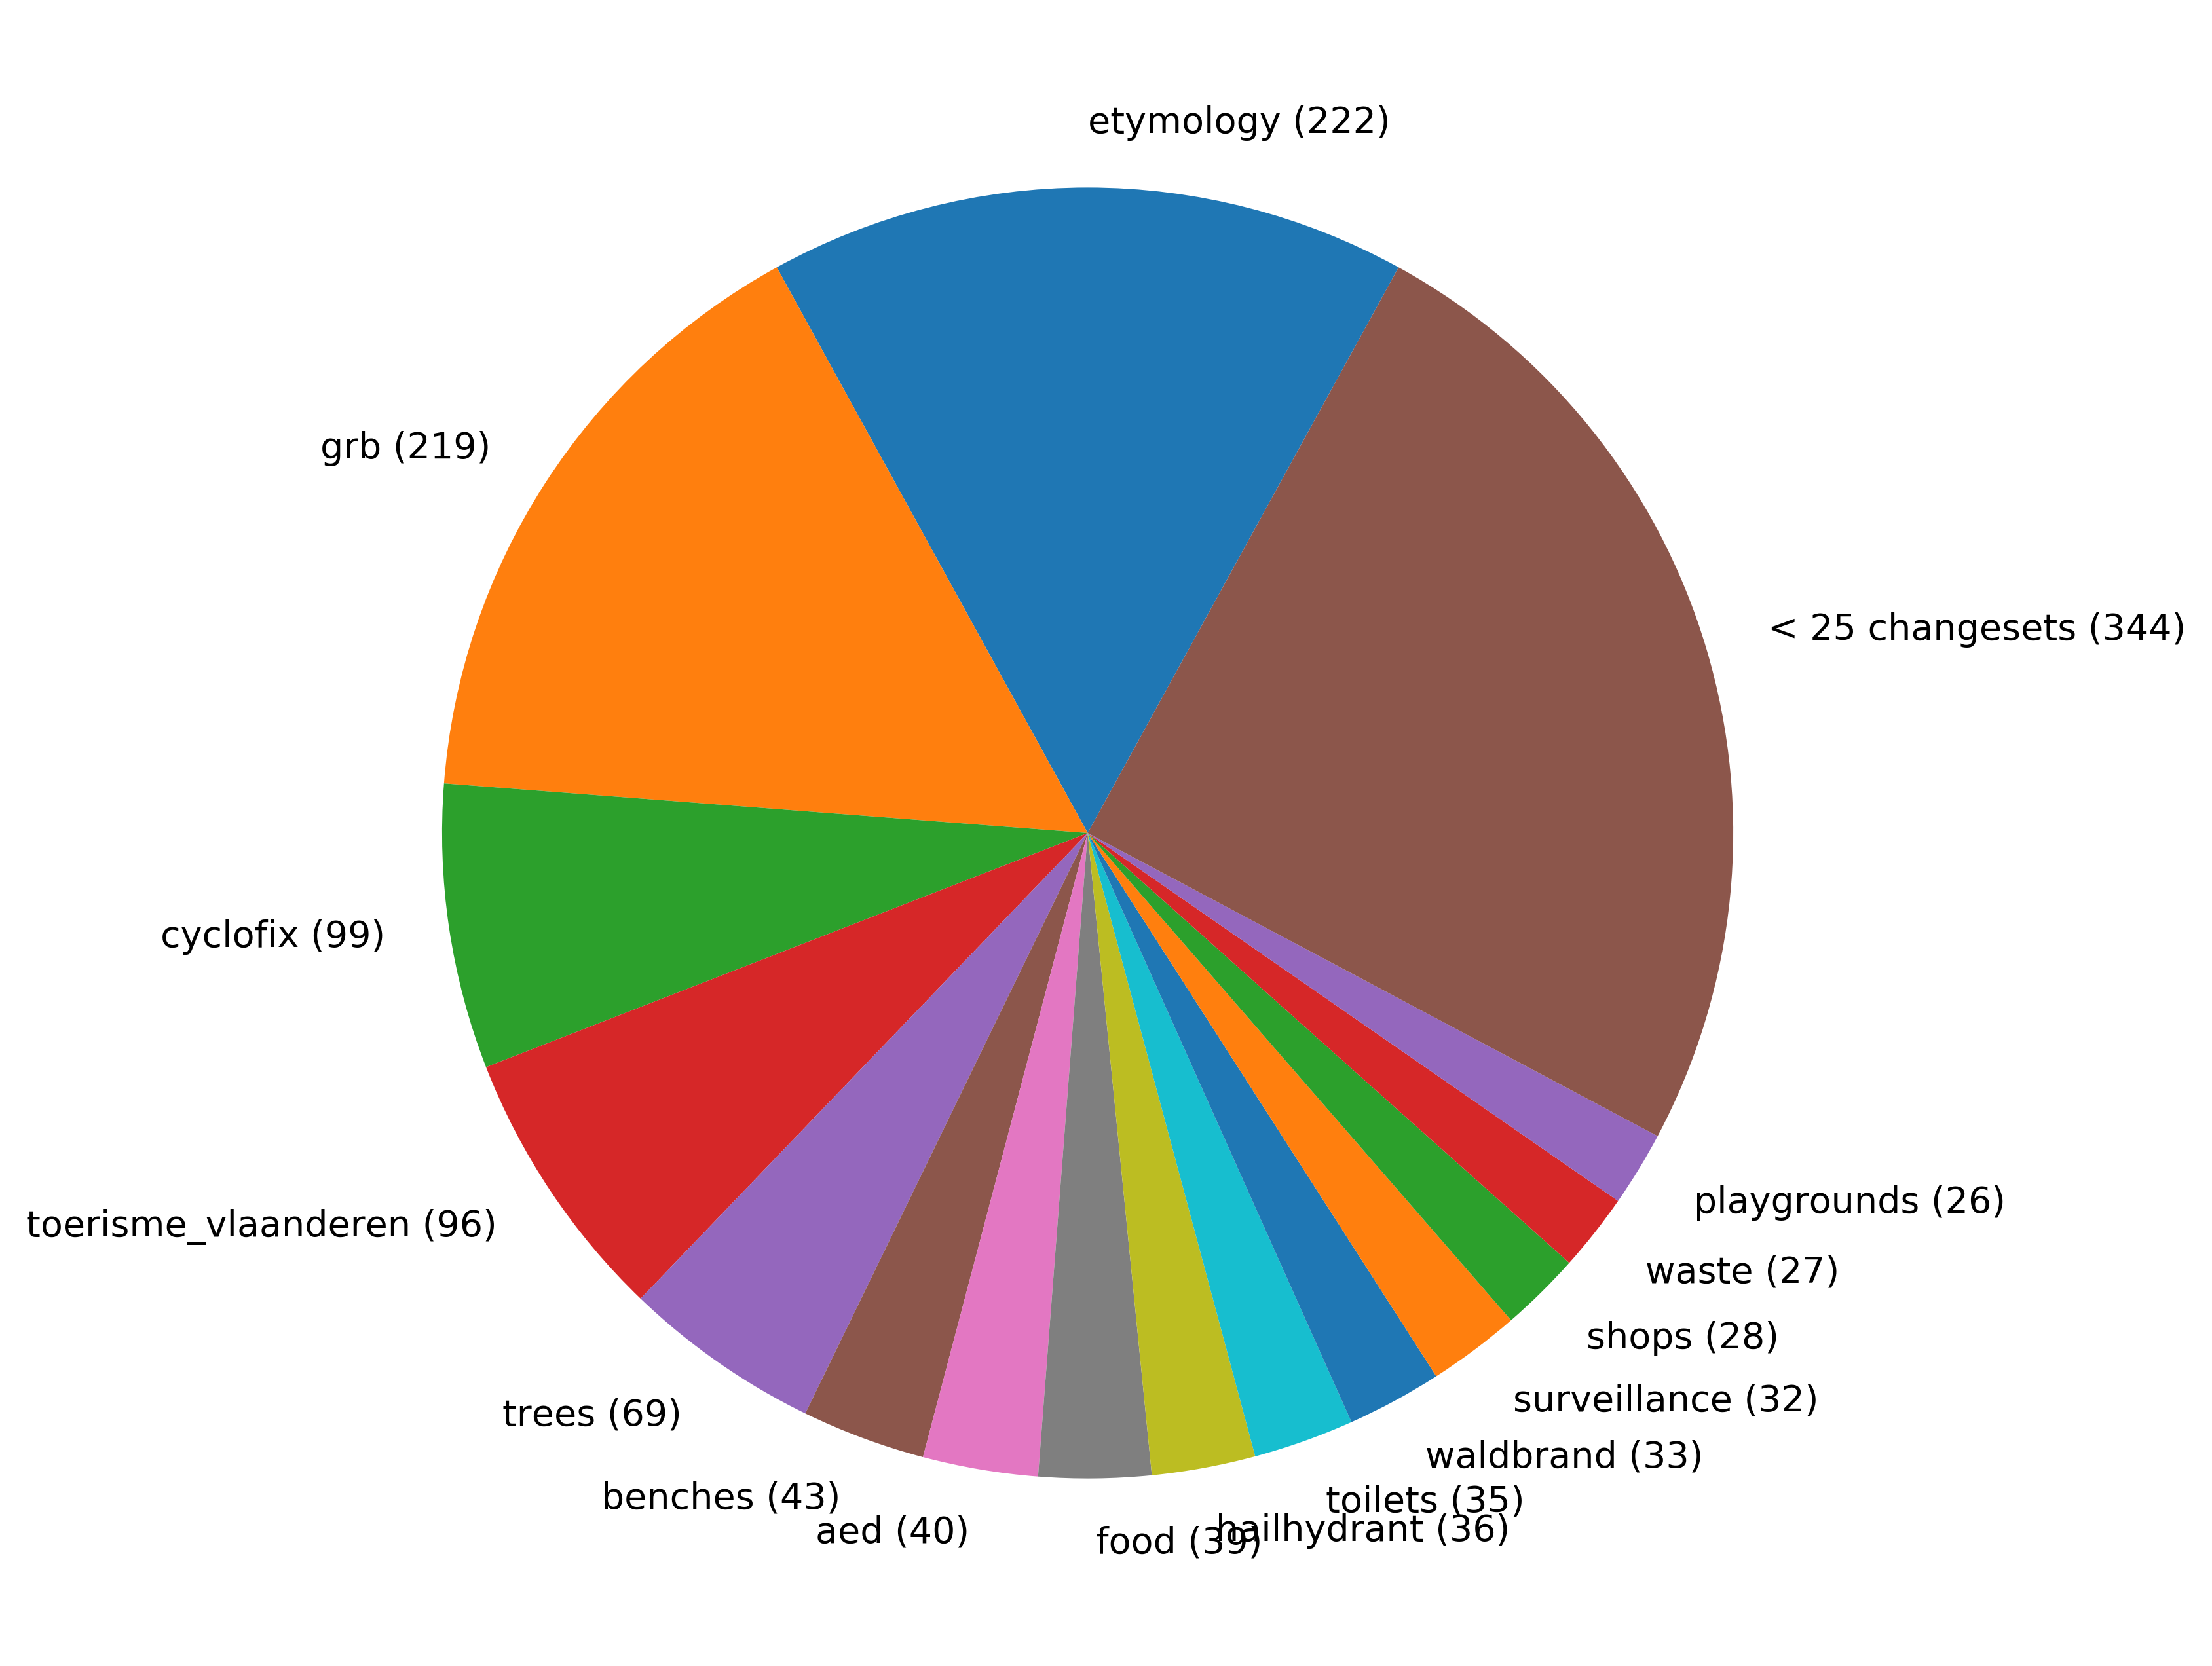 etymology (222)
grb (219)
< 25 changesets (344)
cyclofix (99)
toerisme_vlaanderen (96)
playgrounds (26)
waste (27)
shops (28)
surveillance (32)
trees (69)
waldbrand (33)
benches (43)
toilets (35)
aed (40)
hailhydrant (36)
food (39)